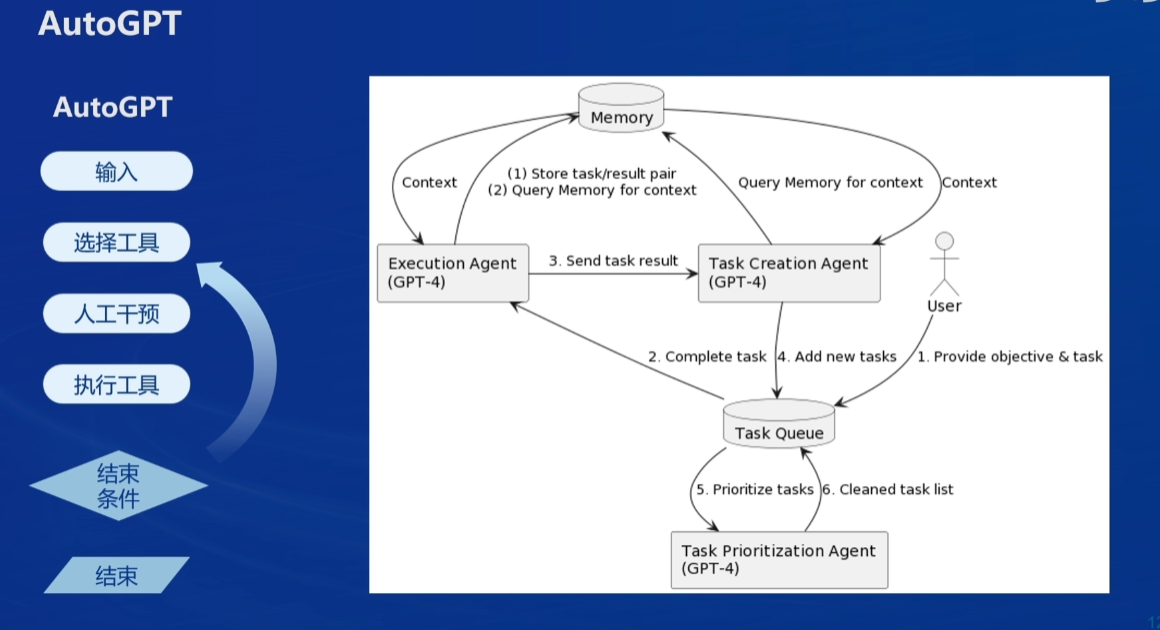 AutoGPT
AutoGPT
输入
选择工具
人工干预
执行工具
结束
条件
结束
Memory
Context
(1) Store task/result pair
(2) Query Memory for context
Query Memory for context
Context
Execution Agent
(GPT-4)
3. Send task result
Task Creation Agent
(GPT-4)
User
2. Complete task
4. Add new tasks
1. Provide objective & task
Task Queue
5. Prioritize tasks
6. Cleaned task list
Task Prioritization Agent
(GPT-4)